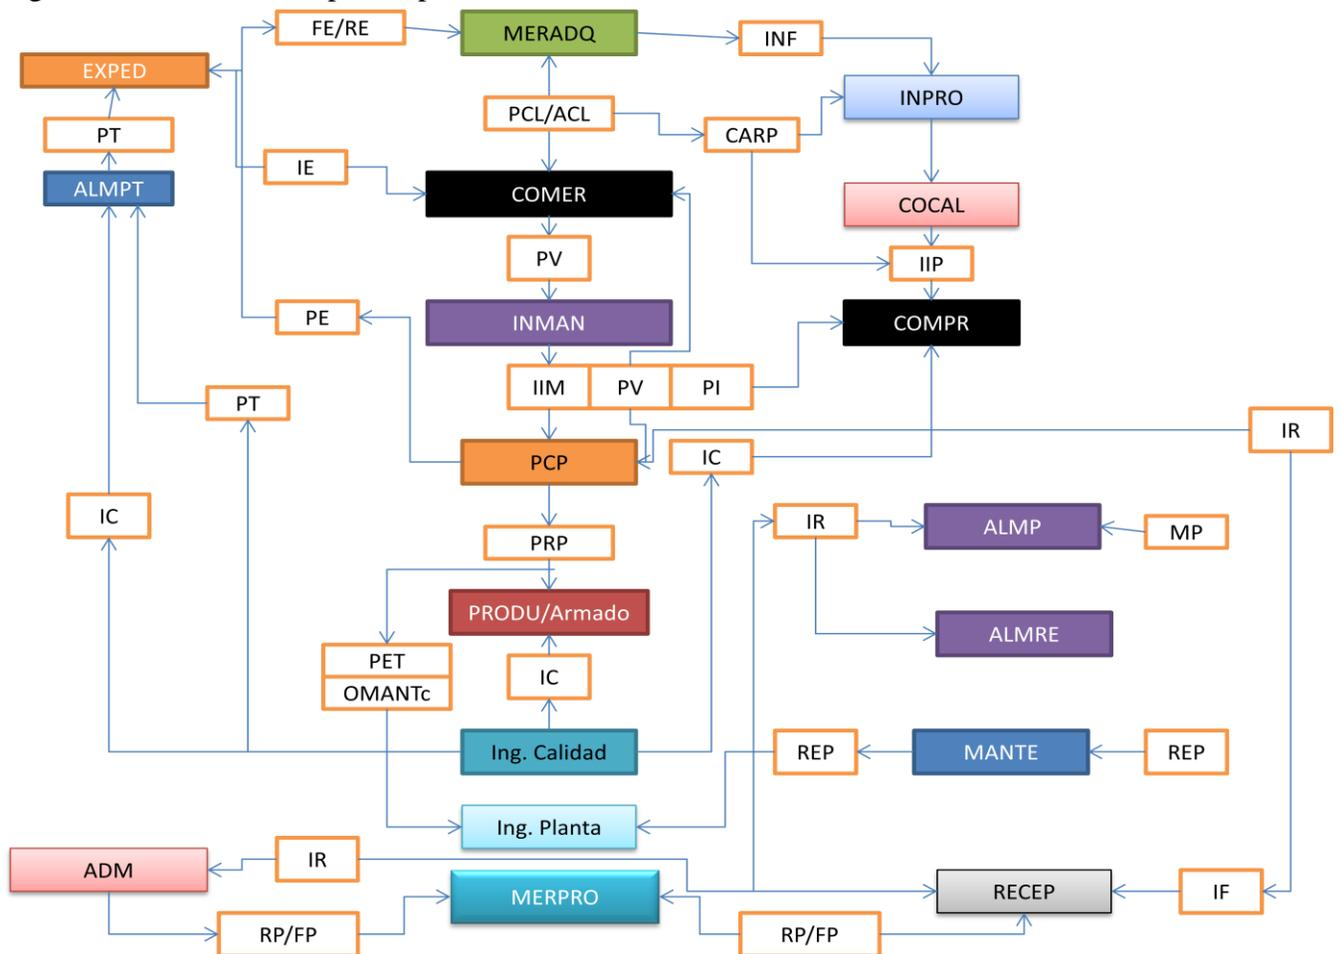 FE/RE
MERADQ
INF
EXPED
INPRO
PCL/ACL
CARP
PT
IE
ALMPT
COMER
COCAL
PV
IIP
PE
INMAN
COMPR
IIM
PV
PI
PT
IR
PCP
IC
IC
IR
ALMP
MP
PRP
PRODU/Armado
ALMRE
PET
OMANTc
IC
Ing. Calidad
REP
MANTE
REP
Ing. Planta
IR
ADM
MERPRO
RECEP
IF
RP/FP
RP/FP